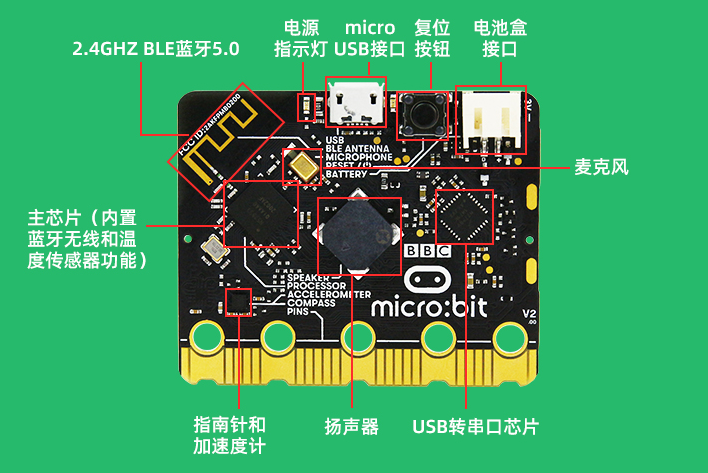 电源
指示灯
micro
USB接口
复位
按钮
电池盒
接口
2.4GHZ BLE蓝牙5.0
FCC ID:2AKFPMB0200
USB
BLE ANTENNA
MICROPHONE
RESET /
BATTERY
麦克风
主芯片（内置
蓝牙无线和温
度传感器功能）
BBC
SPEAKER
PROCESSOR
ACCELEROMETER
COMPASS
PINS
micro:bit
V2
.00
指南针和
加速度计
扬声器
USB转串口芯片